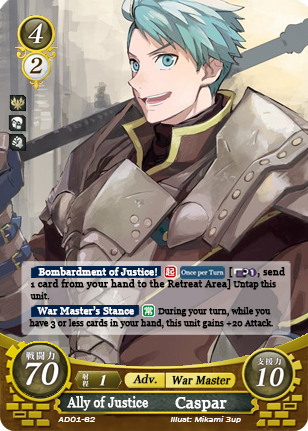 4
2
Bombardment of Justice! 起 Once per Turn [ 1, send
1 card from your hand to the Retreat Area] Untap this
unit.
War Master's Stance 常 During your turn, while you
have 3 or less cards in your hand, this unit gains +20 Attack.
戦闘力
70
射程 1
Adv.
War Master
支援力
10
Ally of Justice Caspar
AD01-62 Illust: Mikami 3up